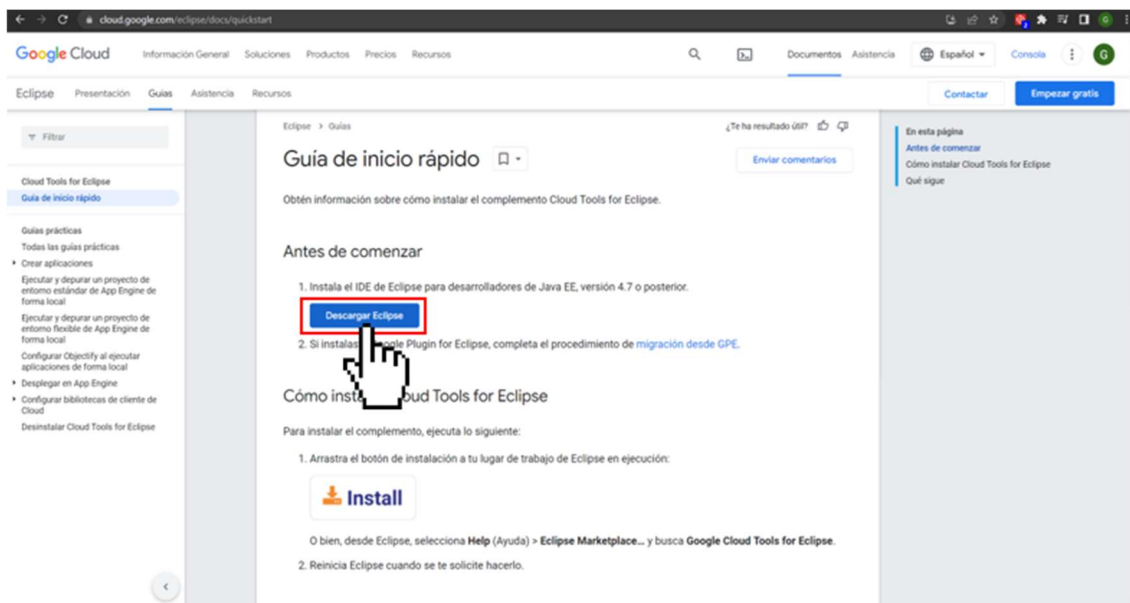 cloud.google.com/eclipse/docs/quickstart
G
Google Cloud Información General Soluciones Productos Precios Recursos Documentos Asistencia Español Consola G
Eclipse Presentación Guías Asistencia Recursos Contactar Empezar gratis
Filtrar
Cloud Tools for Eclipse
Guía de inicio rápido
Guías prácticas
Todas las guías prácticas
Crear aplicaciones
Ejecutar y depurar un proyecto de
entorno estándar de App Engine de
forma local
Ejecutar y depurar un proyecto de
entorno flexible de App Engine de
forma local
Configurar Objectify al ejecutar
aplicaciones de forma local
Desplegar en App Engine
Configurar bibliotecas de cliente de
Cloud
Desinstalar Cloud Tools for Eclipse
Eclipse > Guías
¿Te ha resultado útil?
Guía de inicio rápido
Enviar comentarios
Obtén información sobre cómo instalar el complemento Cloud Tools for Eclipse.
Antes de comenzar
1. Instala el IDE de Eclipse para desarrolladores de Java EE, versión 4.7 o posterior.
Descargar Eclipse
2. Si instalas Plugin for Eclipse, completa el procedimiento de migración desde GPE.
Cómo Tools for Eclipse
Para instalar el complemento, ejecuta lo siguiente:
1. Arrastra el botón de instalación a tu lugar de trabajo de Eclipse en ejecución:
Install
O bien, desde Eclipse, selecciona Help (Ayuda) > Eclipse Marketplace... y busca Google Cloud Tools for Eclipse.
2. Reinicia Eclipse cuando se te solicite hacerlo.
En esta página
Antes de comenzar
Cómo instalar Cloud Tools for Eclipse
Qué sigue